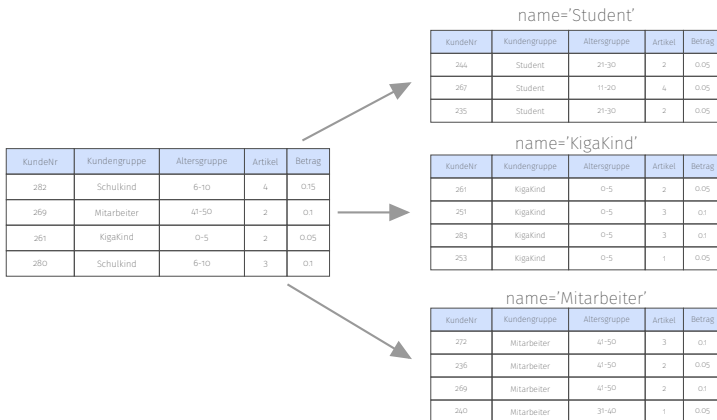 KundeNr Kundengruppe Altersgruppe Artikel Betrag
282 Schulkind 6-10 4 0.15
269 Mitarbeiter 41-50 2 0.1
261 KigaKind 0-5 2 0.05
280 Schulkind 6-10 3 0.1
name='Student'
KundeNr Kundengruppe Altersgruppe Artikel Betrag
244 Student 21-30 2 0.05
267 Student 11-20 4 0.05
235 Student 21-30 2 0.05
name='KigaKind'
KundeNr Kundengruppe Altersgruppe Artikel Betrag
261 KigaKind 0-5 2 0.05
251 KigaKind 0-5 3 0.1
283 KigaKind 0-5 3 0.1
253 KigaKind 0-5 1 0.05
name='Mitarbeiter'
KundeNr Kundengruppe Altersgruppe Artikel Betrag
272 Mitarbeiter 41-50 3 0.1
236 Mitarbeiter 41-50 2 0.05
269 Mitarbeiter 41-50 2 0.1
240 Mitarbeiter 31-40 1 0.05